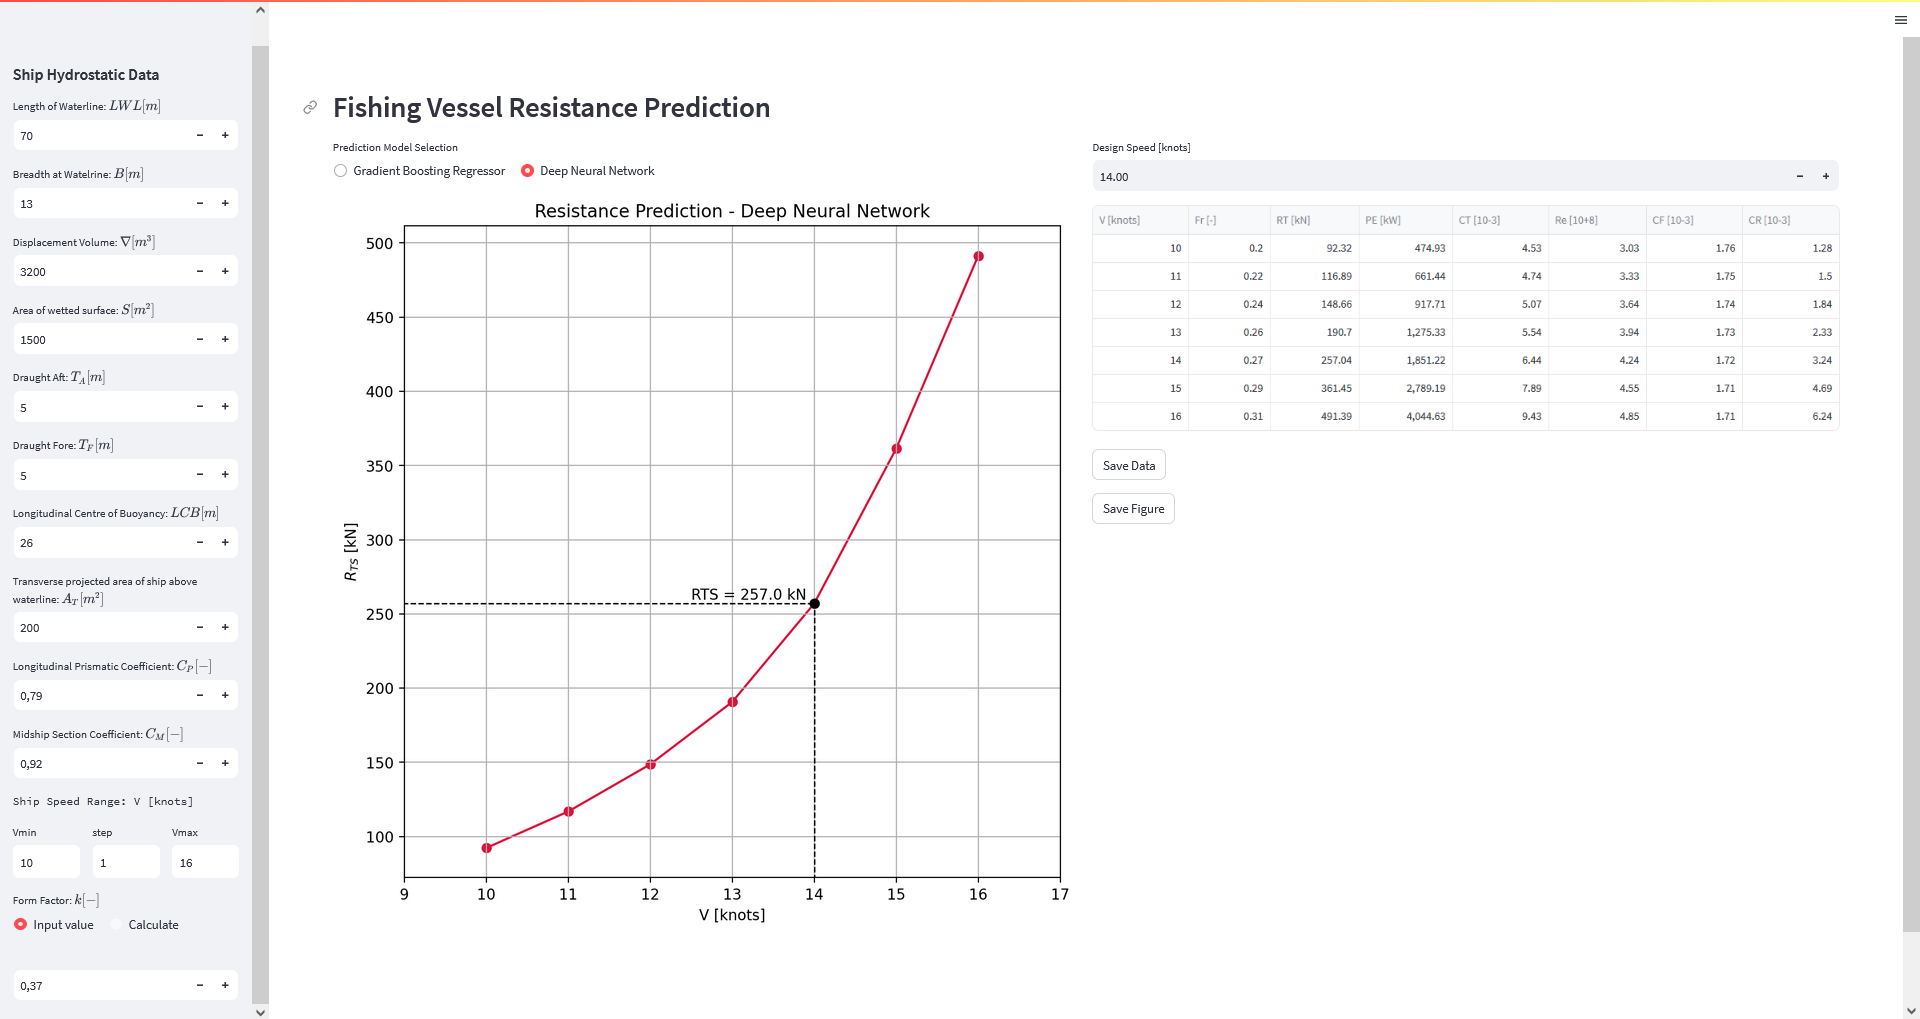 Ship Hydrostatic Data
Length of Waterline: LWL[m]
70
Breadth at Watelrine: B[m]
13
Displacement Volume: ∇[m³]
3200
Area of wetted surface: S[m²]
1500
Draught Aft: T_A[m]
5
Draught Fore: T_F[m]
5
Longitudinal Centre of Buoyancy: LCB[m]
26
Transverse projected area of ship above
waterline: A_T[m²]
200
Longitudinal Prismatic Coefficient: C_P[−]
0,79
Midship Section Coefficient: C_M[−]
0,92
Ship Speed Range: V [knots]
Vmin step Vmax
10 1 16
Form Factor: k[−]
Input value Calculate
0,37
Fishing Vessel Resistance Prediction
Prediction Model Selection
Gradient Boosting Regressor Deep Neural Network
Resistance Prediction - Deep Neural Network
500
450
400
350
300
250
200
150
100
R_TS [kN]
RTS = 257.0 kN
9 10 11 12 13 14 15 16 17
V [knots]
Design Speed [knots]
14.00
V [knots] Fr [-] RT [kN] PE [kW] CT [10-3] Re [10+8] CF [10-3] CR [10-3]
10 0.2 92.32 474.93 4.53 3.03 1.76 1.28
11 0.22 116.89 661.44 4.74 3.33 1.75 1.5
12 0.24 148.66 917.71 5.07 3.64 1.74 1.84
13 0.26 190.7 1,275.33 5.54 3.94 1.73 2.33
14 0.27 257.04 1,851.22 6.44 4.24 1.72 3.24
15 0.29 361.45 2,789.19 7.89 4.55 1.71 4.69
16 0.31 491.39 4,044.63 9.43 4.85 1.71 6.24
Save Data
Save Figure